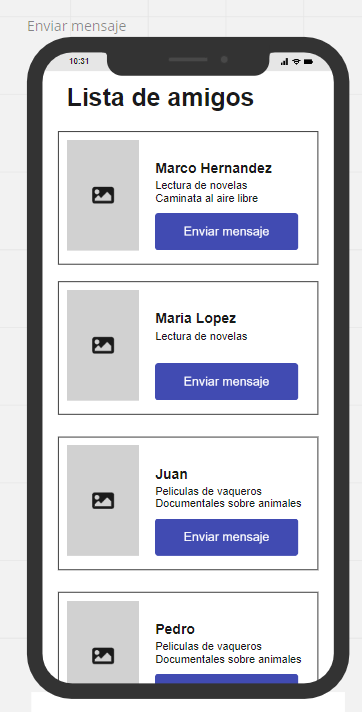 Enviar mensaje
10:31
Lista de amigos
Marco Hernandez
Lectura de novelas
Caminata al aire libre
Enviar mensaje
Maria Lopez
Lectura de novelas
Enviar mensaje
Juan
Peliculas de vaqueros
Documentales sobre animales
Enviar mensaje
Pedro
Peliculas de vaqueros
Documentales sobre animales